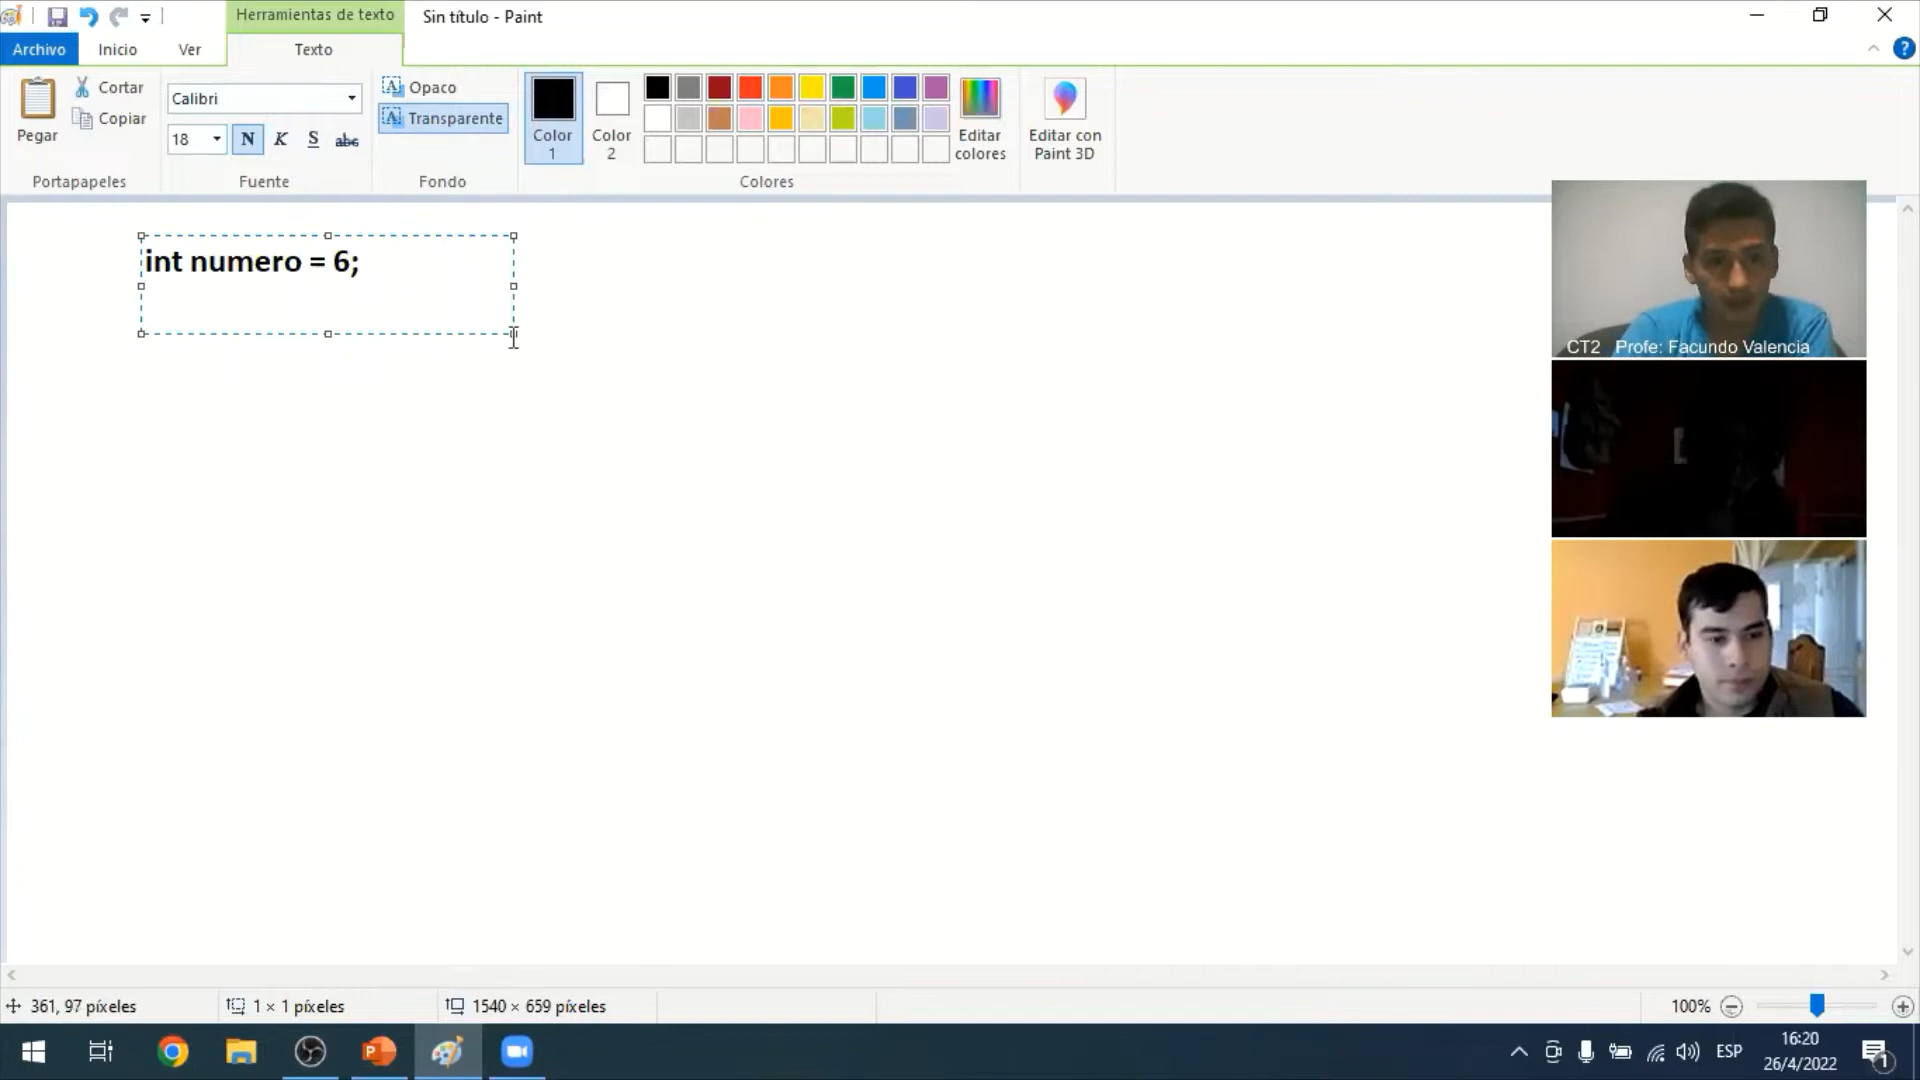 Herramientas de texto
Sin título - Paint
Archivo
Inicio
Ver
Texto
Pegar
Cortar
Copiar
Portapapeles
Calibri
18
N
K
S
abc
Fuente
Opaco
Transparente
Fondo
Color
1
Color
2
Editar
colores
Colores
Editar con
Paint 3D
int numero = 6;
CT2 Profe: Facundo Valencia
361, 97 píxeles
1 × 1 píxeles
1540 × 659 píxeles
100%
ESP
16:20
26/4/2022
1